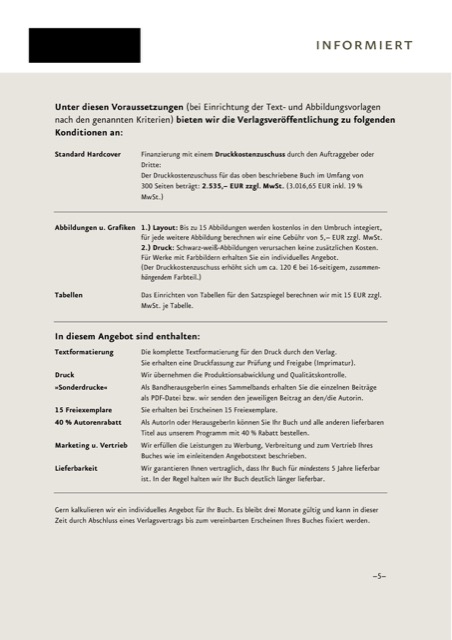 INFORMIERT
Unter diesen Voraussetzungen (bei Einrichtung der Text- und Abbildungsvorlagen
nach den genannten Kriterien) bieten wir die Verlagsveröffentlichung zu folgenden
Konditionen an:
Standard Hardcover Finanzierung mit einem Druckkostenzuschuss durch den Auftraggeber oder
Dritte:
Der Druckkostenzuschuss für das oben beschriebene Buch im Umfang von
300 Seiten beträgt: 2.535,– EUR zzgl. MwSt. (3.016,65 EUR inkl. 19 %
MwSt.)
Abbildungen u. Grafiken 1.) Layout: Bis zu 15 Abbildungen werden kostenlos in den Umbruch integriert,
für jede weitere Abbildung berechnen wir eine Gebühr von 5,– EUR zzgl. MwSt.
2.) Druck: Schwarz-weiß-Abbildungen verursachen keine zusätzlichen Kosten.
Für Werke mit Farbbildern erhalten Sie ein individuelles Angebot.
(Der Druckkostenzuschuss erhöht sich um ca. 120 € bei 16-seitigem, zusammen-
hängendem Farbteil.)
Tabellen Das Einrichten von Tabellen für den Satzspiegel berechnen wir mit 15 EUR zzgl.
MwSt. je Tabelle.
In diesem Angebot sind enthalten:
Textformatierung Die komplette Textformatierung für den Druck durch den Verlag.
Sie erhalten eine Druckfassung zur Prüfung und Freigabe (Imprimatur).
Druck Wir übernehmen die Produktionsabwicklung und Qualitätskontrolle.
»Sonderdrucke« Als BandherausgeberIn eines Sammelbands erhalten Sie die einzelnen Beiträge
als PDF-Datei bzw. wir senden den jeweiligen Beitrag an den/die AutorIn.
15 Freiexemplare Sie erhalten bei Erscheinen 15 Freiexemplare.
40 % Autorenrabatt Als AutorIn oder HerausgeberIn können Sie Ihr Buch und alle anderen lieferbaren
Titel aus unserem Programm mit 40 % Rabatt bestellen.
Marketing u. Vertrieb Wir erfüllen die Leistungen zu Werbung, Verbreitung und zum Vertrieb Ihres
Buches wie im einleitenden Angebotstext beschrieben.
Lieferbarkeit Wir garantieren Ihnen vertraglich, dass Ihr Buch für mindestens 5 Jahre lieferbar
ist. In der Regel halten wir Ihr Buch deutlich länger lieferbar.
Gern kalkulieren wir ein individuelles Angebot für Ihr Buch. Es bleibt drei Monate gültig und kann in dieser
Zeit durch Abschluss eines Verlagsvertrags bis zum vereinbarten Erscheinen Ihres Buches fixiert werden.
–5–